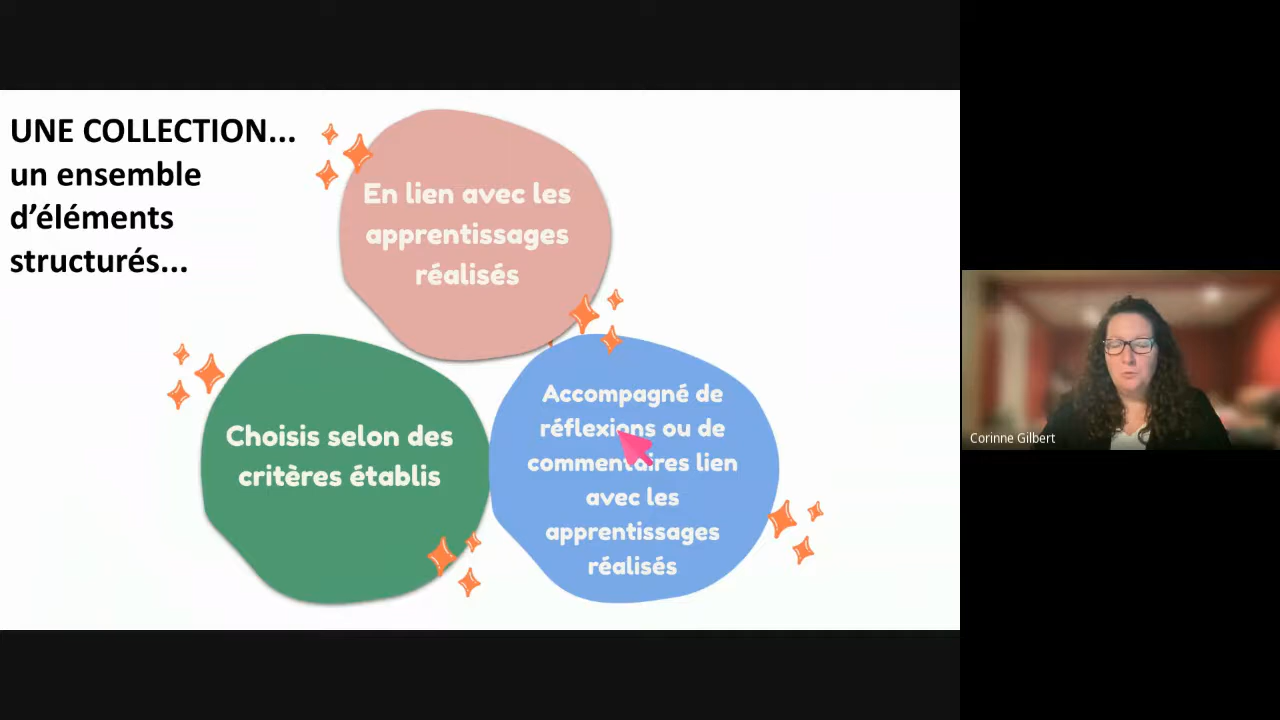 UNE COLLECTION...
un ensemble
d’éléments
structurés...
En lien avec les
apprentissages
réalisés
Choisis selon des
critères établis
Accompagné de
réflexions ou de
commentaires lien
avec les
apprentissages
réalisés
Corinne Gilbert